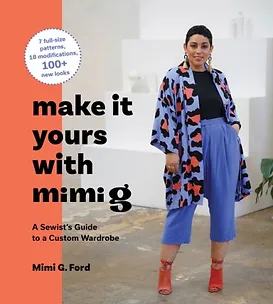 7 full-size
patterns,
10 modifications,
100+
new looks
make it
yours
with
mimi g
A Sewist's Guide
to a Custom Wardrobe
Mimi G. Ford